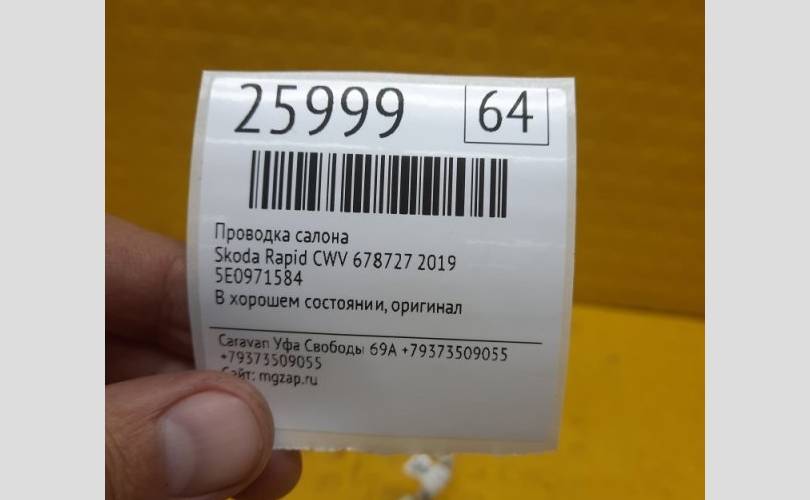 25999 64
Проводка салона
Skoda Rapid CWV 678727 2019
5E0971584
В хорошем состоянии, оригинал
Caravan Уфа Свободы 69А +79373509055
+79373509055
Сайт: mgzap.ru